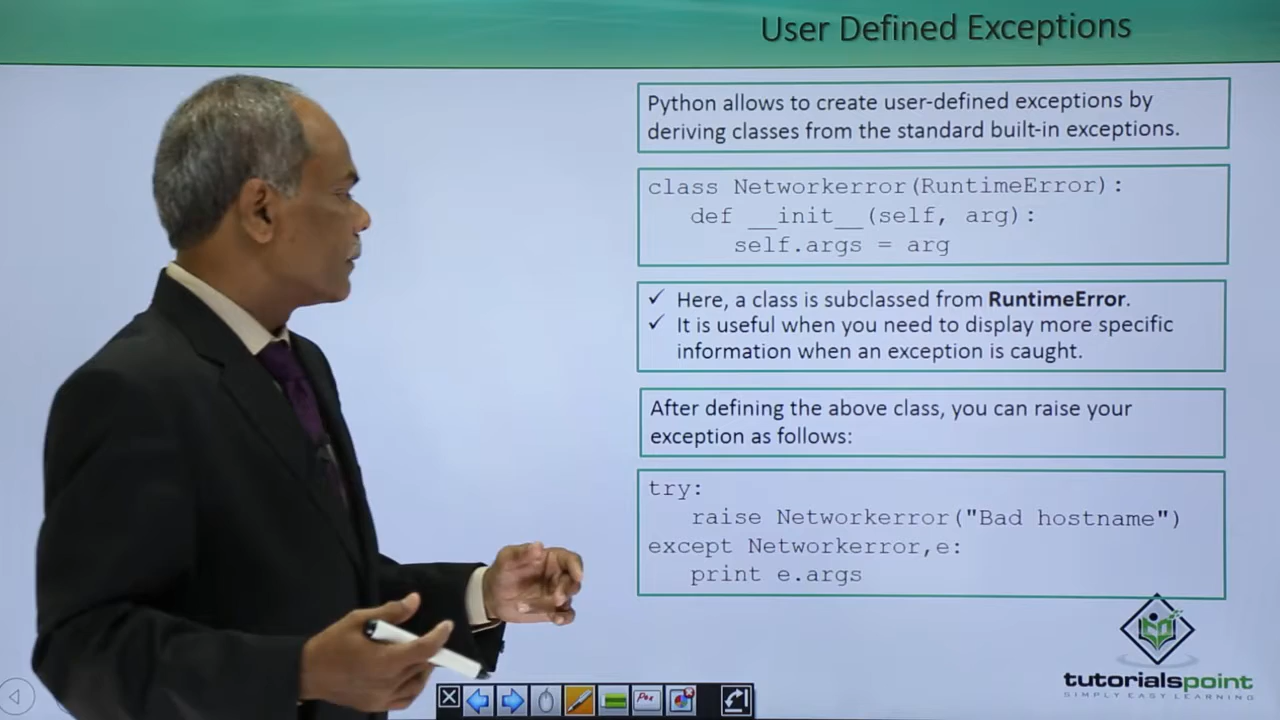 User Defined Exceptions
Python allows to create user-defined exceptions by
deriving classes from the standard built-in exceptions.
class Networkerror(RuntimeError):
def __init__(self, arg):
self.args = arg
✓ Here, a class is subclassed from RuntimeError.
✓ It is useful when you need to display more specific
information when an exception is caught.
After defining the above class, you can raise your
exception as follows:
try:
raise Networkerror("Bad hostname")
except Networkerror,e:
print e.args
tutorialspoint
SIMPLY EASY LEARNING